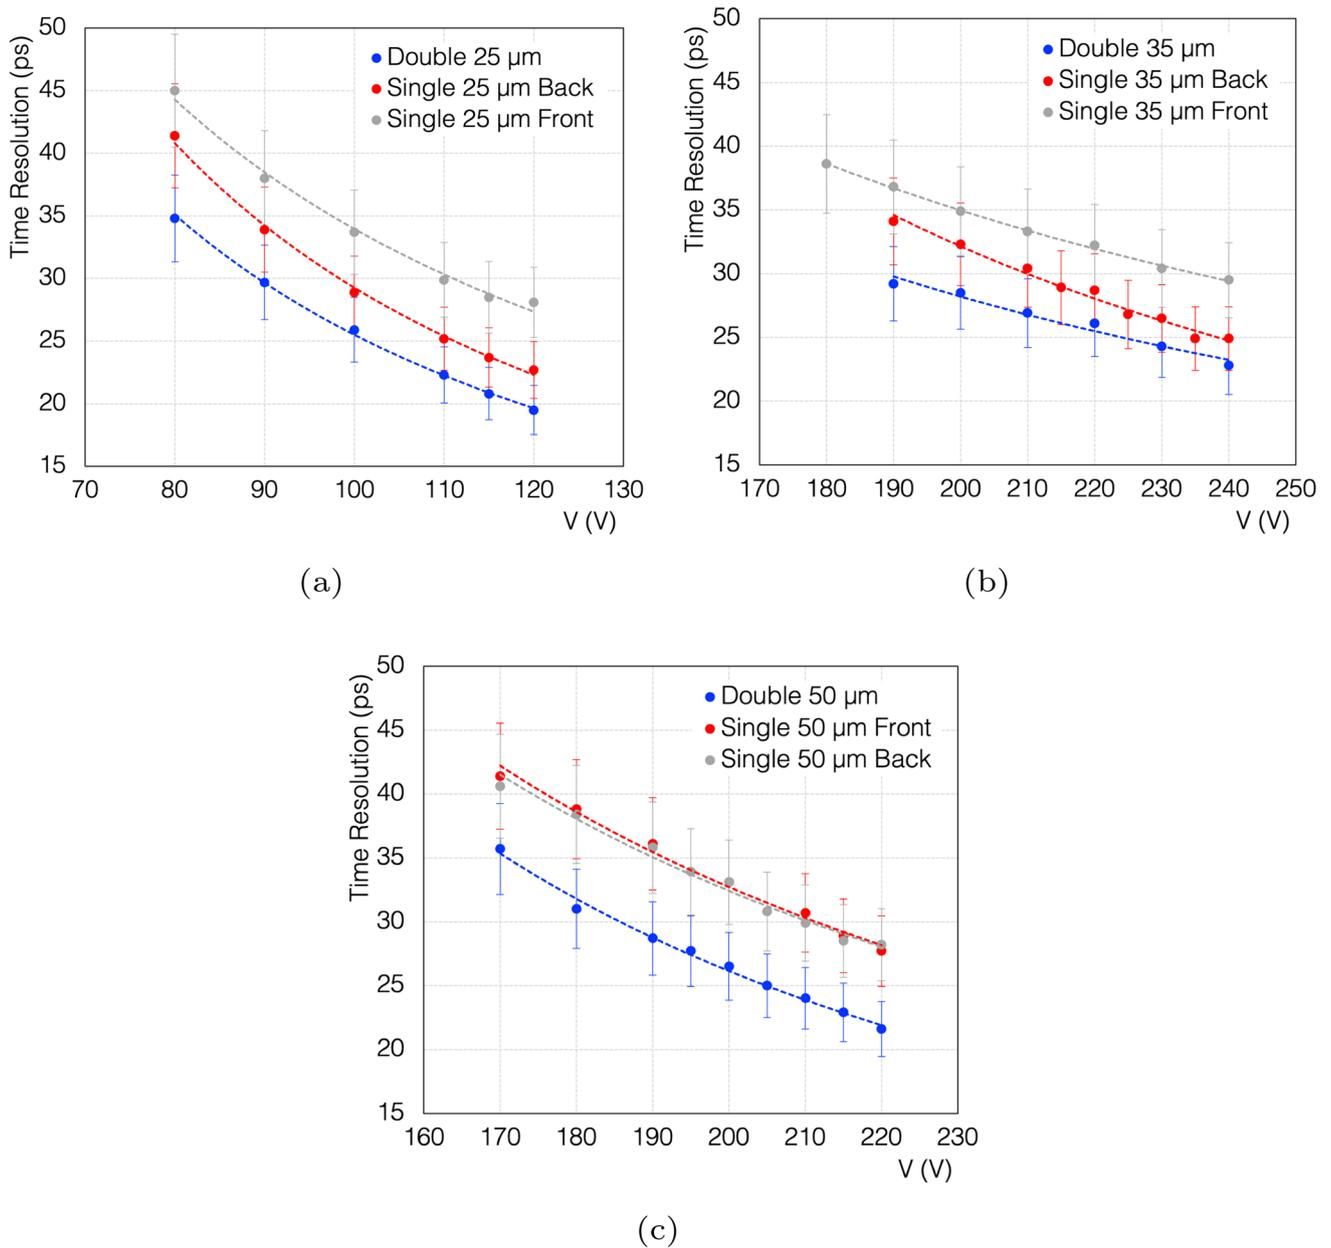 Time Resolution (ps)
50
45
40
35
30
25
20
15
Double 25 µm
Single 25 µm Back
Single 25 µm Front
70 80 90 100 110 120 130
V (V)
(a)
Time Resolution (ps)
50
45
40
35
30
25
20
15
Double 35 µm
Single 35 µm Back
Single 35 µm Front
170 180 190 200 210 220 230 240 250
V (V)
(b)
Time Resolution (ps)
50
45
40
35
30
25
20
15
Double 50 µm
Single 50 µm Front
Single 50 µm Back
160 170 180 190 200 210 220 230
V (V)
(c)